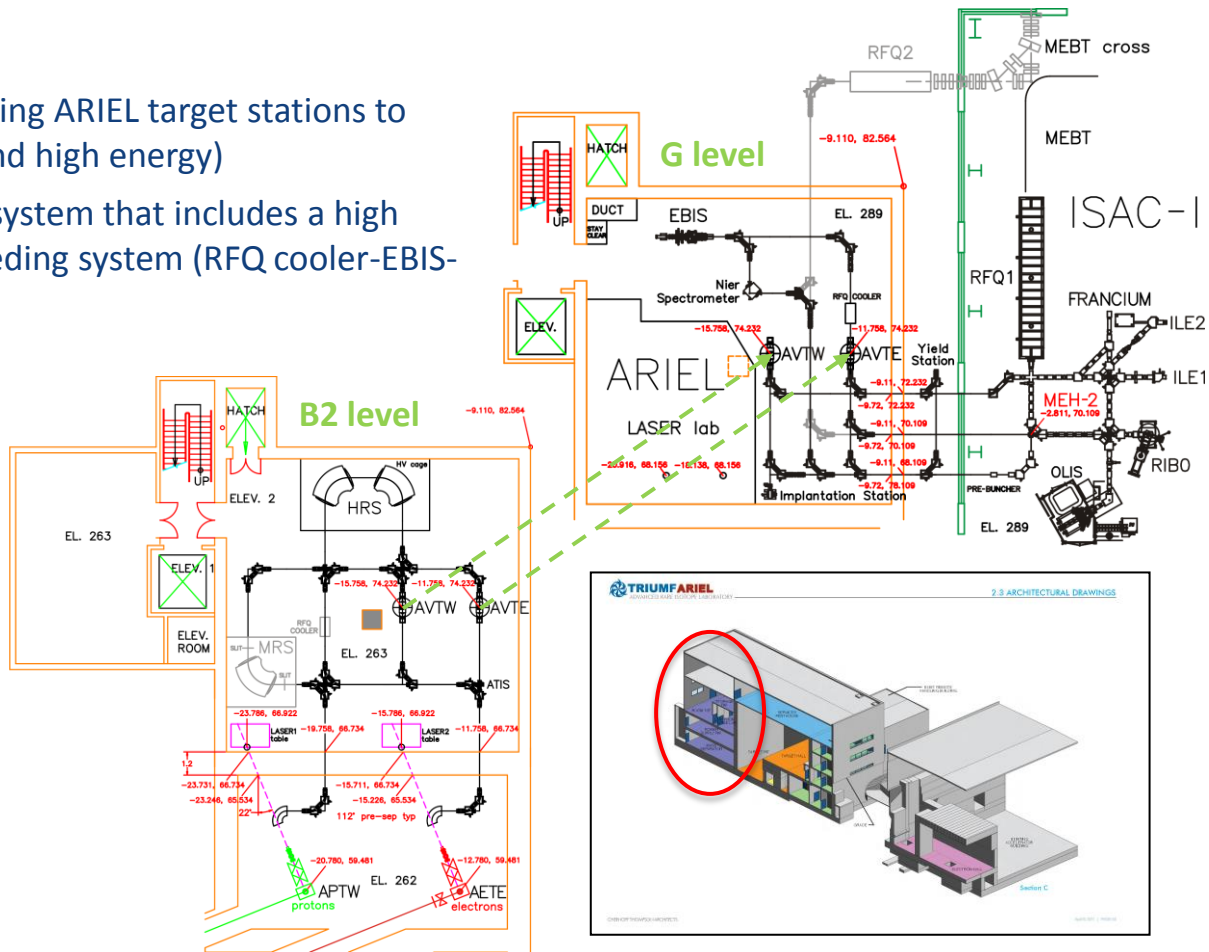 ing ARIEL target stations to
nd high energy)
system that includes a high
eding system (RFQ cooler-EBIS-
RFQ2
MEBT cross
-9.110, 82.564
MEBT
HATCH
G level
UP
DUCT
STAY
CLEAR
EBIS
EL. 289
ISAC-I
RFQ1
Nier
Spectrometer
RFQ COOLER
FRANCIUM
ILE2
ELEV.
-15.758, 74.232
-11.758, 74.232
AVTW
AVTE
Yield
Station
ARIEL
-9.11, 72.232
-9.72, 72.232
ILE1
MEH-2
-2.811, 70.109
LASER lab
-9.11, 70.109
-9.72, 70.109
-9.11, 68.109
-9.72, 78.109
RIBO
-18.138, 68.156
PRE-BUNCHER
OLIS
Implantation Station
EL. 289
HATCH
B2 level
-9.110, 82.564
UP
ELEV. 2
HV cage
HRS
EL. 263
ELEV. 1
-15.758, 74.232
-11.758, 74.232
AVTW
AVTE
RFQ
COOLER
ELEV.
ROOM
SLIT
MRS
SLIT
EL. 263
ATIS
-23.786, 66.922
-15.786, 66.922
LASER1
table
-19.758, 66.734
LASER2
table
-11.758, 66.734
1.2
-23.731, 66.734
-23.246, 65.534
22°
-15.711, 66.734
-15.226, 65.534
112° pre-sep typ
-20.780, 59.481
-12.780, 59.481
EL. 262
APTW
protons
AETE
electrons
TRIUMFARIEL
ADVANCED RARE ISOTOPE LABORATORY
2.3 ARCHITECTURAL DRAWINGS
Section C